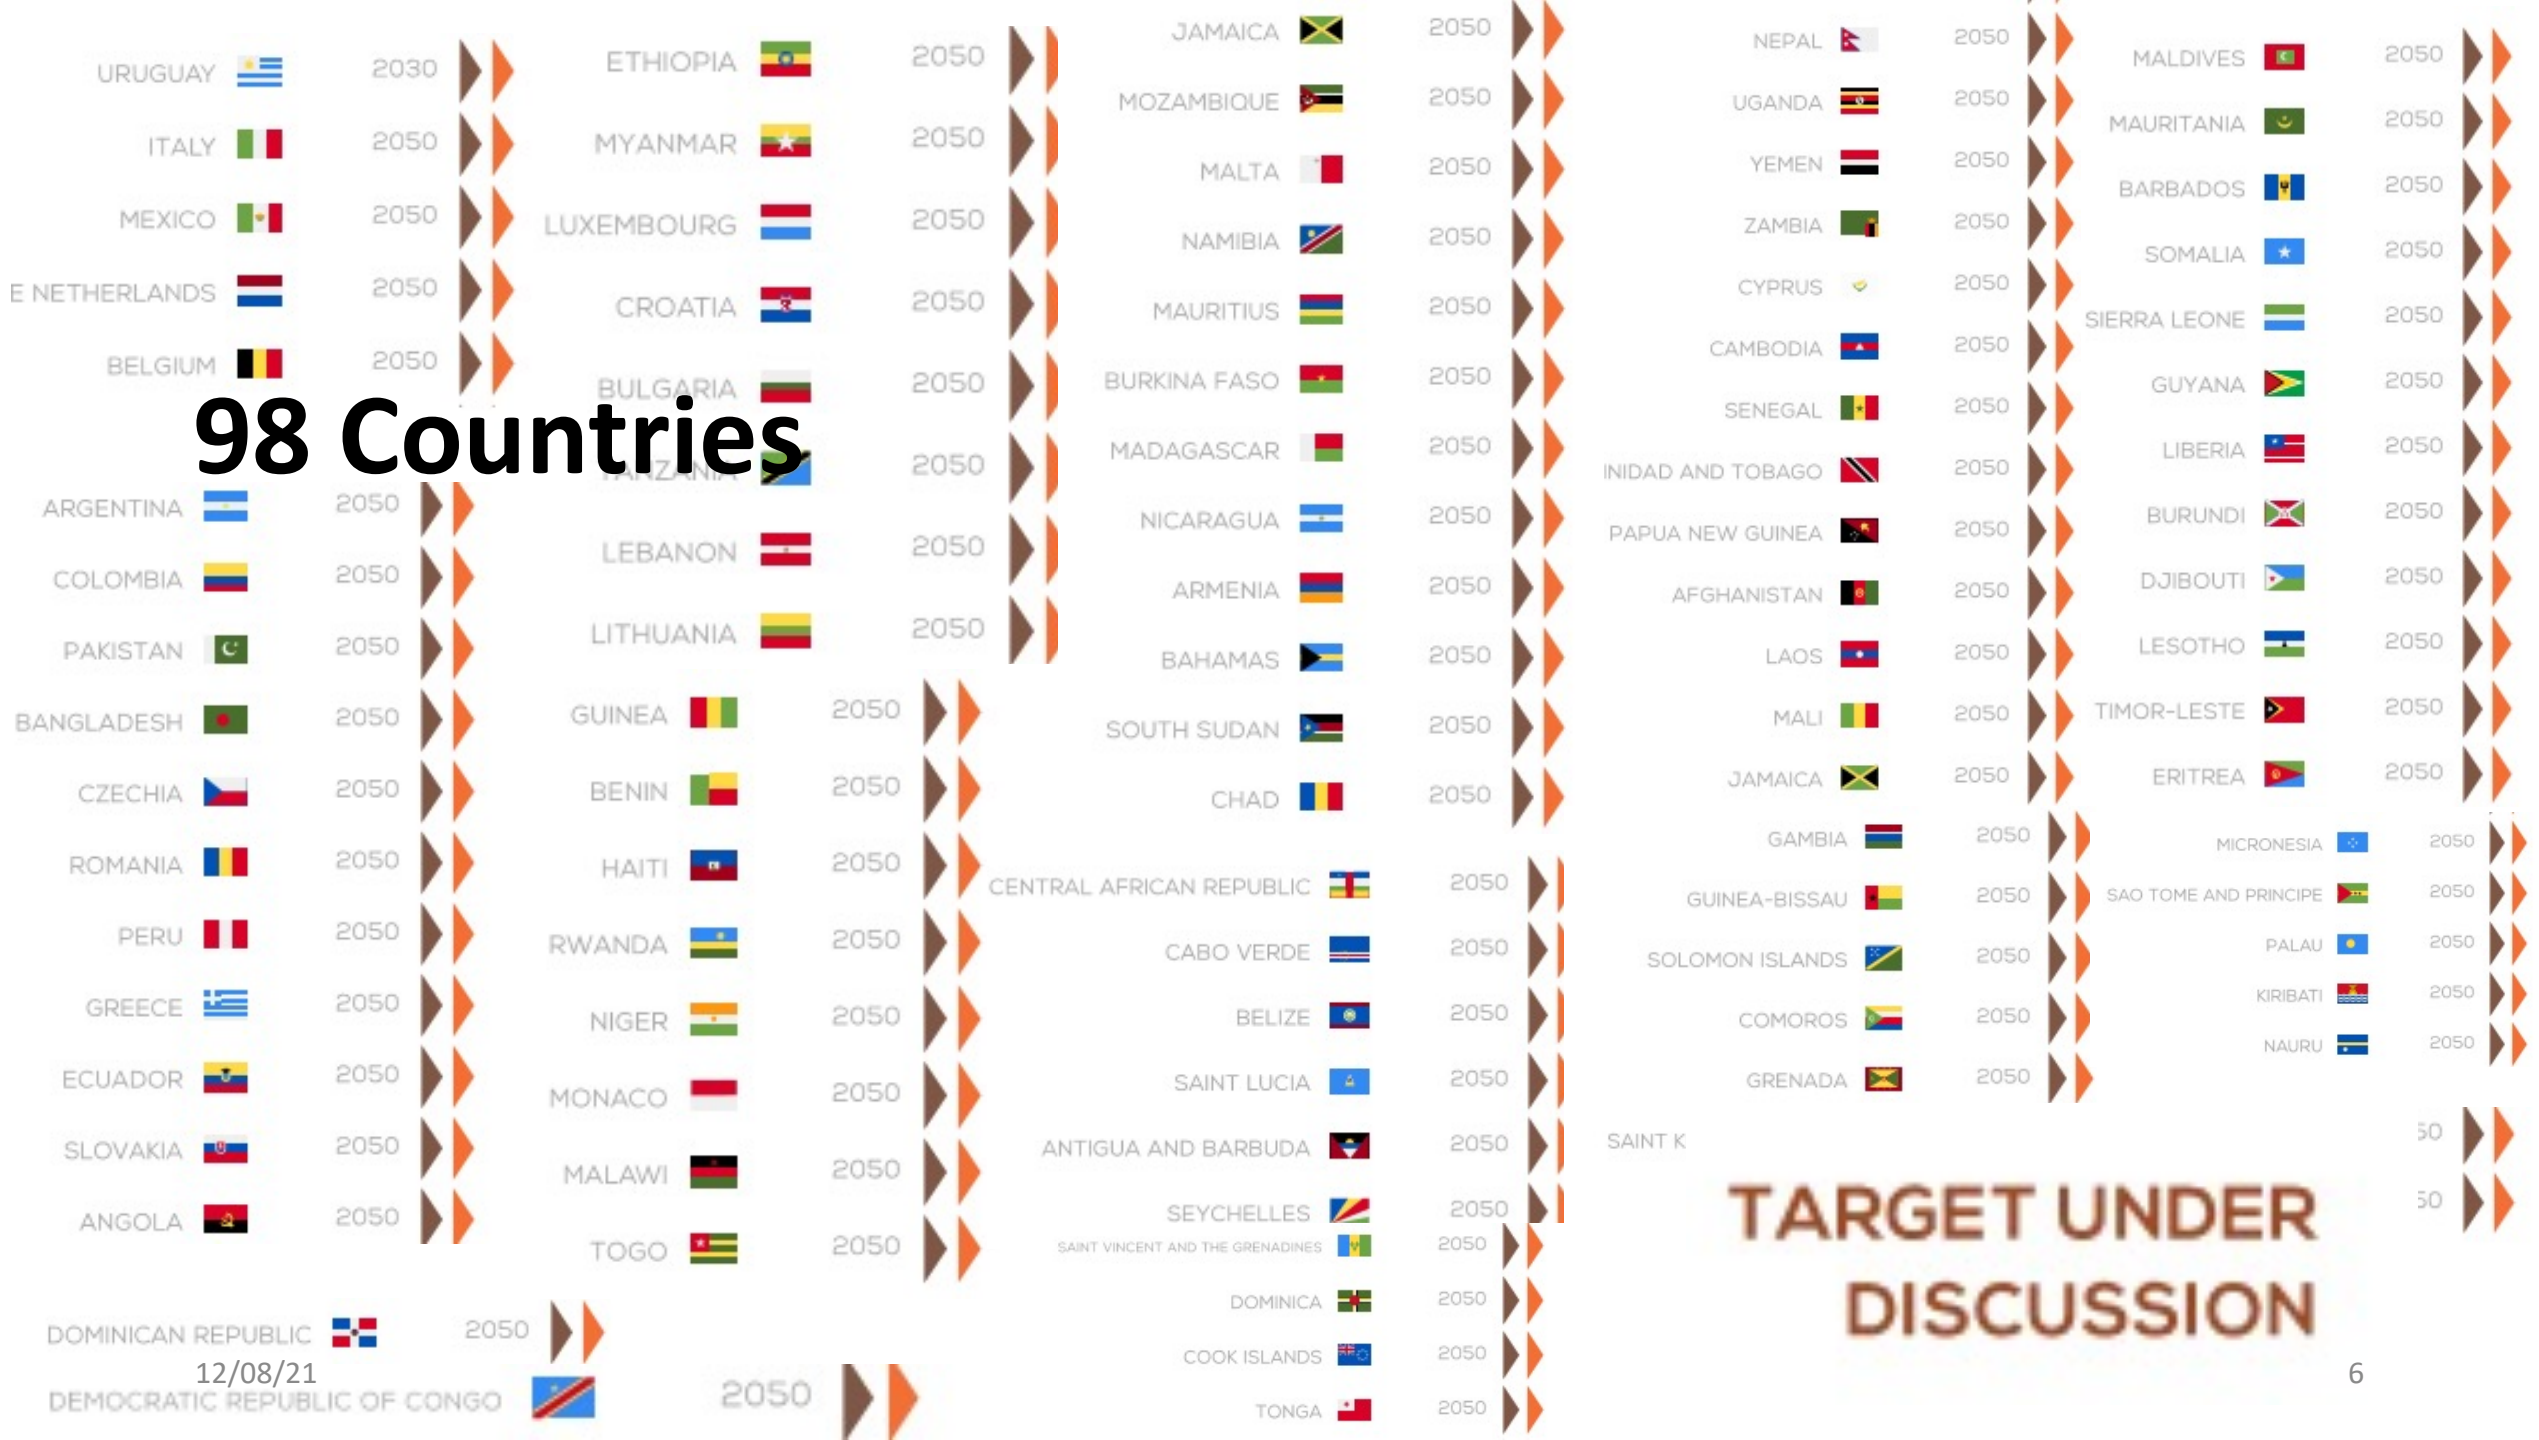 URUGUAY 2030
ITALY 2050
MEXICO 2050
E NETHERLANDS 2050
BELGIUM 2050
98 Countries
ARGENTINA 2050
COLOMBIA 2050
PAKISTAN 2050
BANGLADESH 2050
CZECHIA 2050
ROMANIA 2050
PERU 2050
GREECE 2050
ECUADOR 2050
SLOVAKIA 2050
ANGOLA 2050
DOMINICAN REPUBLIC 2050
12/08/21
DEMOCRATIC REPUBLIC OF CONGO 2050
ETHIOPIA 2050
MYANMAR 2050
LUXEMBOURG 2050
CROATIA 2050
BULGARIA 2050
TANZANIA 2050
LEBANON 2050
LITHUANIA 2050
GUINEA 2050
BENIN 2050
HAITI 2050
RWANDA 2050
NIGER 2050
MONACO 2050
MALAWI 2050
TOGO 2050
JAMAICA 2050
MOZAMBIQUE 2050
MALTA 2050
NAMIBIA 2050
MAURITIUS 2050
BURKINA FASO 2050
MADAGASCAR 2050
NICARAGUA 2050
ARMENIA 2050
BAHAMAS 2050
SOUTH SUDAN 2050
CHAD 2050
CENTRAL AFRICAN REPUBLIC 2050
CABO VERDE 2050
BELIZE 2050
SAINT LUCIA 2050
ANTIGUA AND BARBUDA 2050
SEYCHELLES 2050
SAINT VINCENT AND THE GRENADINES 2050
DOMINICA 2050
COOK ISLANDS 2050
TONGA 2050
NEPAL 2050
UGANDA 2050
YEMEN 2050
ZAMBIA 2050
CYPRUS 2050
CAMBODIA 2050
SENEGAL 2050
INIDAD AND TOBAGO 2050
PAPUA NEW GUINEA 2050
AFGHANISTAN 2050
LAOS 2050
MALI 2050
JAMAICA 2050
GAMBIA 2050
GUINEA-BISSAU 2050
SOLOMON ISLANDS 2050
COMOROS 2050
GRENADA 2050
MALDIVES 2050
MAURITANIA 2050
BARBADOS 2050
SOMALIA 2050
SIERRA LEONE 2050
GUYANA 2050
LIBERIA 2050
BURUNDI 2050
DJIBOUTI 2050
LESOTHO 2050
TIMOR-LESTE 2050
ERITREA 2050
MICRONESIA 2050
SAO TOME AND PRINCIPE 2050
PALAU 2050
KIRIBATI 2050
NAURU 2050
SAINT K 50
50
TARGET UNDER
DISCUSSION
6